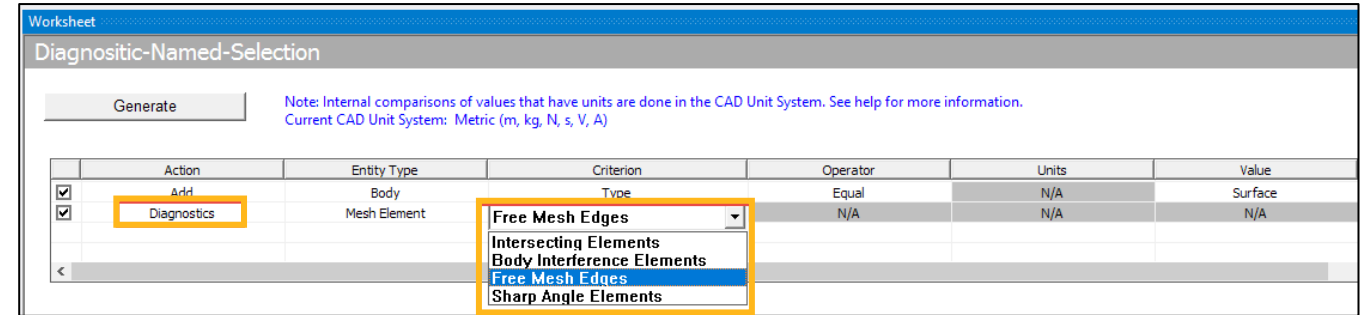 Worksheet
Diagnositic-Named-Selection
Generate
Note: Internal comparisons of values that have units are done in the CAD Unit System. See help for more information.
Current CAD Unit System: Metric (m, kg, N, s, V, A)
Action Entity Type Criterion Operator Units Value
Add Body Type Equal N/A Surface
Diagnostics Mesh Element Free Mesh Edges N/A N/A N/A
Intersecting Elements
Body Interference Elements
Free Mesh Edges
Sharp Angle Elements